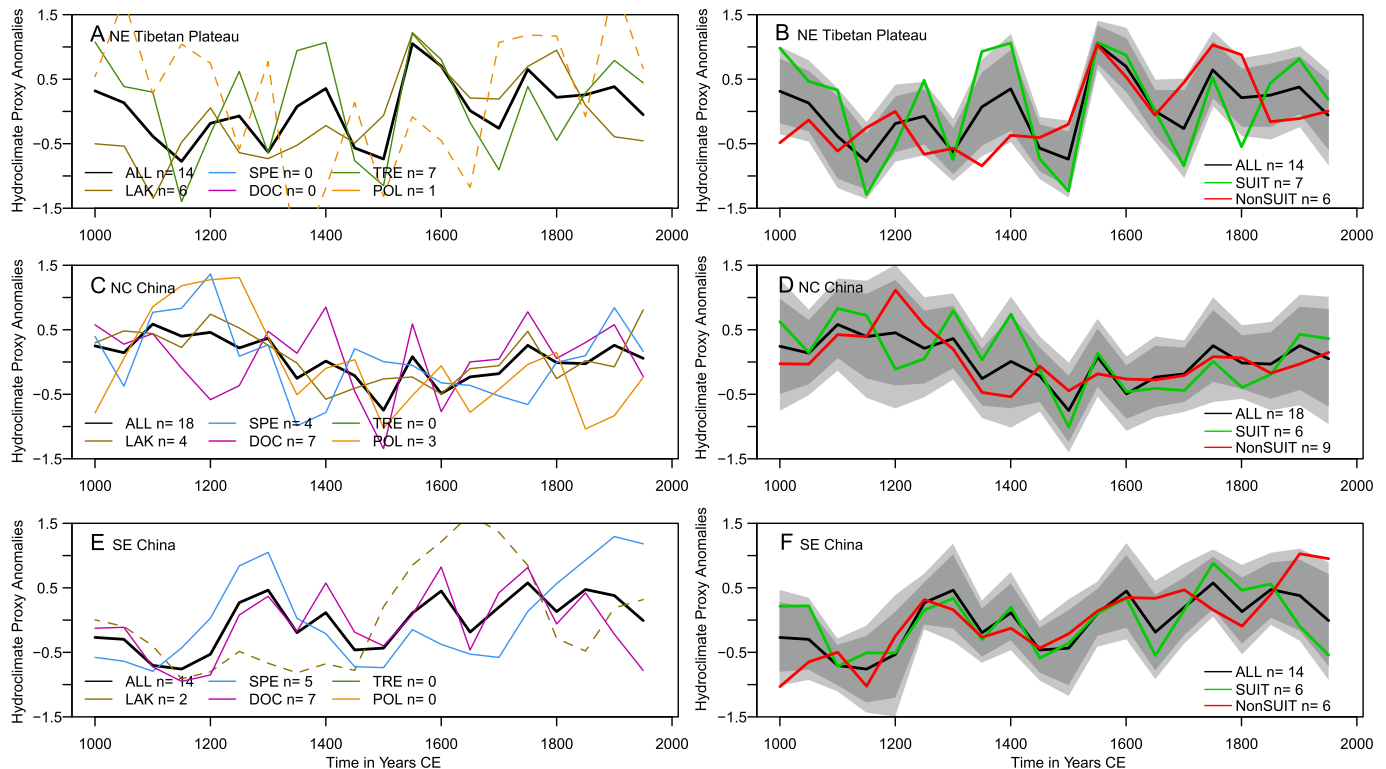 A NE Tibetan Plateau
Hydroclimate Proxy Anomalies
1.5
0.5
−0.5
−1.5
ALL n= 14 SPE n= 0 TRE n= 7
LAK n= 6 DOC n= 0 POL n= 1
1000 1200 1400 1600 1800 2000
B NE Tibetan Plateau
Hydroclimate Proxy Anomalies
1.5
0.5
−0.5
−1.5
ALL n= 14
SUIT n= 7
NonSUIT n= 6
1000 1200 1400 1600 1800 2000
C NC China
Hydroclimate Proxy Anomalies
1.5
0.5
−0.5
−1.5
ALL n= 18 SPE n= 4 TRE n= 0
LAK n= 4 DOC n= 7 POL n= 3
1000 1200 1400 1600 1800 2000
D NC China
Hydroclimate Proxy Anomalies
1.5
0.5
−0.5
−1.5
ALL n= 18
SUIT n= 6
NonSUIT n= 9
1000 1200 1400 1600 1800 2000
E SE China
Hydroclimate Proxy Anomalies
1.5
0.5
−0.5
−1.5
ALL n= 14 SPE n= 5 TRE n= 0
LAK n= 2 DOC n= 7 POL n= 0
1000 1200 1400 1600 1800 2000
Time in Years CE
F SE China
Hydroclimate Proxy Anomalies
1.5
0.5
−0.5
−1.5
ALL n= 14
SUIT n= 6
NonSUIT n= 6
1000 1200 1400 1600 1800 2000
Time in Years CE